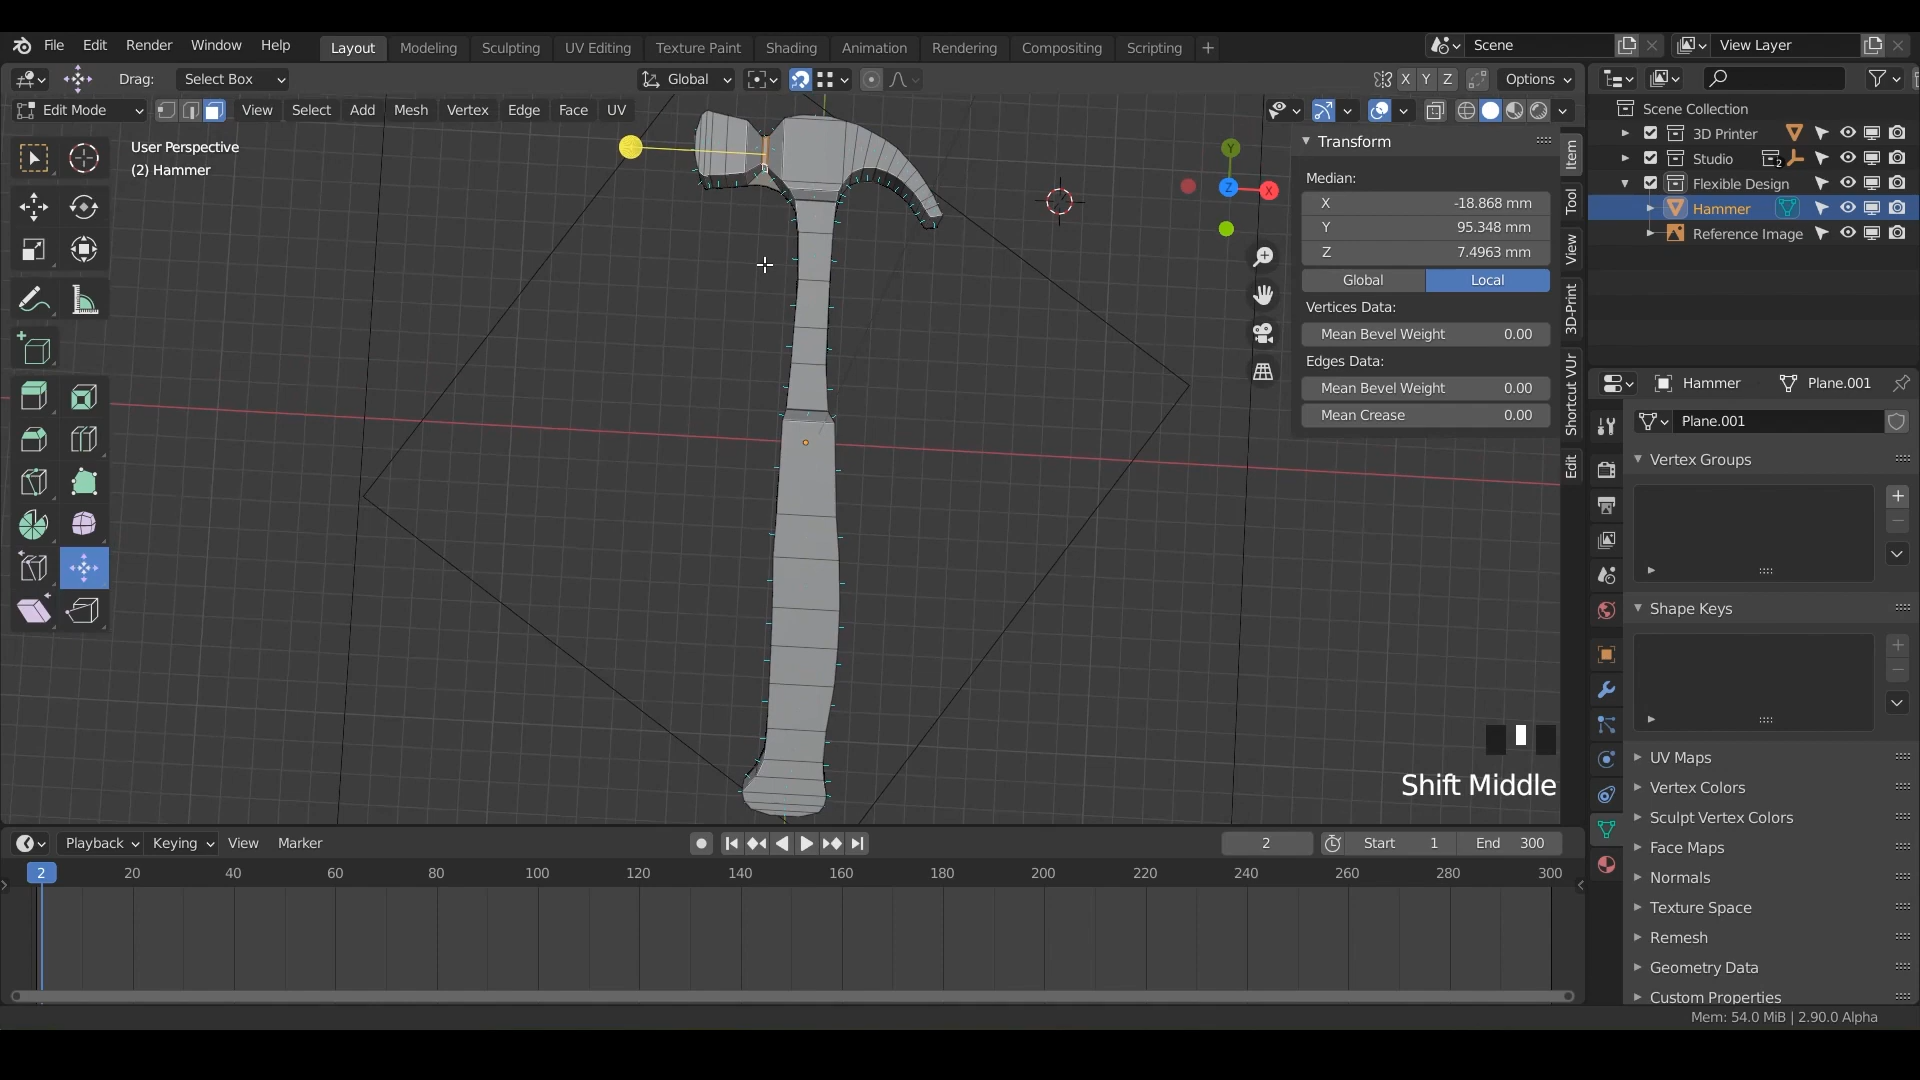 File Edit Render Window Help Layout Modeling Sculpting UV Editing Texture Paint Shading Animation Rendering Compositing Scripting + Scene View Layer
Drag: Select Box Global X Y Z Options
Edit Mode View Select Add Mesh Vertex Edge Face UV
User Perspective
(2) Hammer
Y
Z
X
Transform
Median:
X -18.868 mm
Y 95.348 mm
Z 7.4963 mm
Global Local
Vertices Data:
Mean Bevel Weight 0.00
Edges Data:
Mean Bevel Weight 0.00
Mean Crease 0.00
Item
Tool
View
3D-Print
Shortcut VUr
Edit
Shift Middle
Scene Collection
3D Printer
Studio 2
Flexible Design
Hammer
Reference Image
Hammer Plane.001
Plane.001
Vertex Groups
Shape Keys
UV Maps
Vertex Colors
Sculpt Vertex Colors
Face Maps
Normals
Texture Space
Remesh
Geometry Data
Custom Properties
Playback Keying View Marker 2 Start 1 End 300
2 20 40 60 80 100 120 140 160 180 200 220 240 260 280 300
Mem: 54.0 MiB | 2.90.0 Alpha